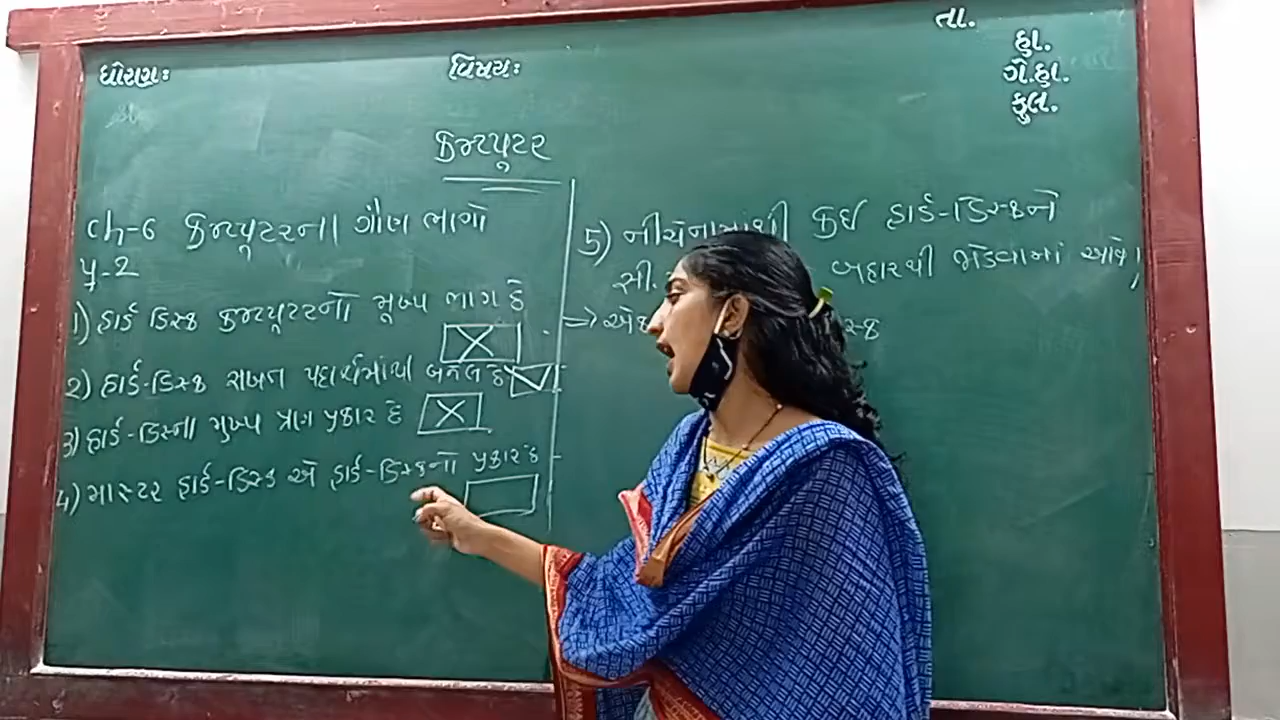 તા.
હા.
ગે.હા.
કુલ.
ધોરણ:
વિષય:
કમ્પ્યૂટર
ch-6 કમ્પ્યૂટરના ગૌણ ભાગો
પૃ-2
1) હાર્ડ ડિસ્ક કમ્પ્યૂટરનો મૂખ્ય ભાગ છે
2) હાર્ડ-ડિસ્ક સખત પદાર્થમાંથી બનેલ છે
3) હાર્ડ-ડિસ્ના મુખ્ય ત્રણ પ્રકાર છે
4) માસ્ટર હાર્ડ-ડિસ્ક એ હાર્ડ-ડિસ્કનો પ્રકાર છે
5) નીચેનામાંથી કઈ હાર્ડ-ડિસ્કને
સી. બહારથી જોડવામાં આવે